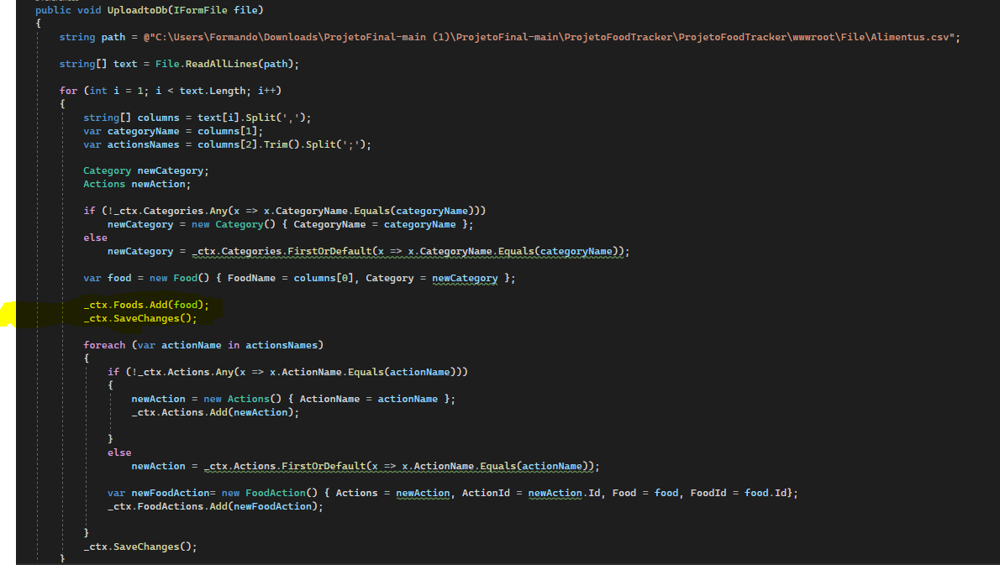 public void UploadtoDb(IFormFile file)
{
string path = @"C:\Users\Formando\Downloads\ProjetoFinal-main (1)\ProjetoFinal-main\ProjetoFoodTracker\ProjetoFoodTracker\wwwroot\File\Alimentus.csv";
string[] text = File.ReadAllLines(path);
for (int i = 1; i < text.Length; i++)
{
string[] columns = text[i].Split(',');
var categoryName = columns[1];
var actionsNames = columns[2].Trim().Split(';');
Category newCategory;
Actions newAction;
if (!_ctx.Categories.Any(x => x.CategoryName.Equals(categoryName)))
newCategory = new Category() { CategoryName = categoryName };
else
newCategory = _ctx.Categories.FirstOrDefault(x => x.CategoryName.Equals(categoryName));
var food = new Food() { FoodName = columns[0], Category = newCategory };
_ctx.Foods.Add(food);
_ctx.SaveChanges();
foreach (var actionName in actionsNames)
{
if (!_ctx.Actions.Any(x => x.ActionName.Equals(actionName)))
{
newAction = new Actions() { ActionName = actionName };
_ctx.Actions.Add(newAction);
}
else
newAction = _ctx.Actions.FirstOrDefault(x => x.ActionName.Equals(actionName));
var newFoodAction= new FoodAction() { Actions = newAction, ActionId = newAction.Id, Food = food, FoodId = food.Id};
_ctx.FoodActions.Add(newFoodAction);
}
_ctx.SaveChanges();
}